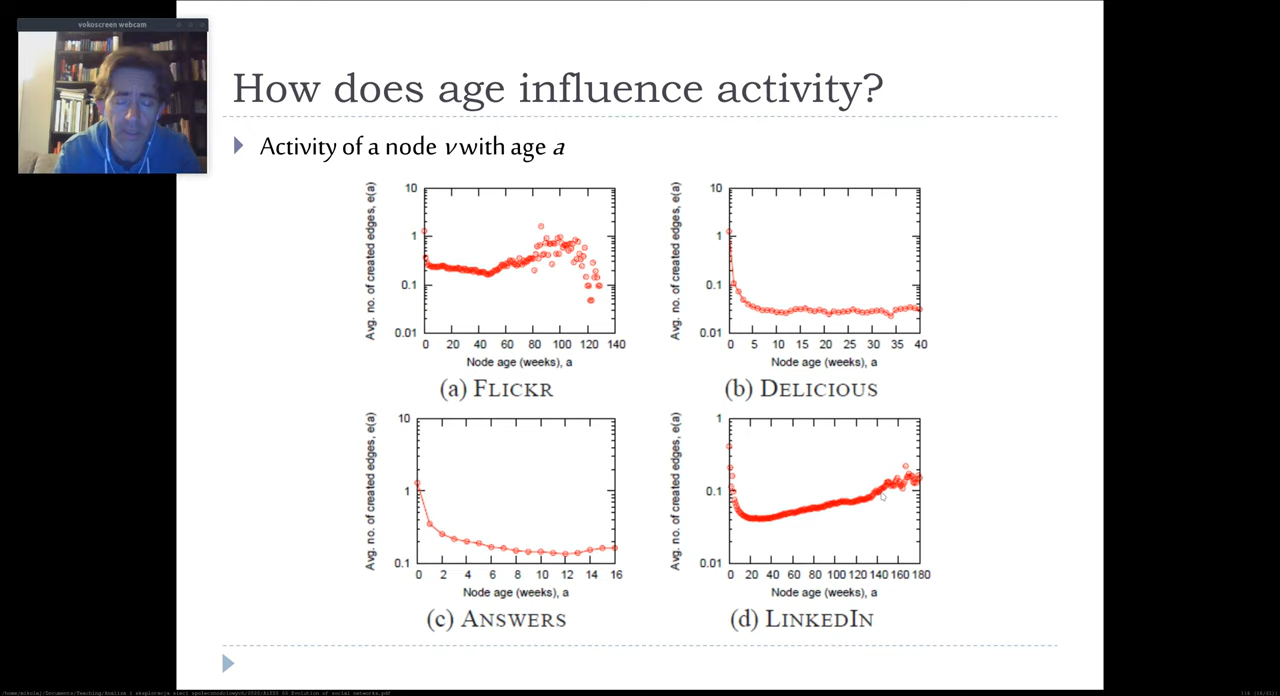 vokoscreen webcam
How does age influence activity?
Activity of a node v with age a
Avg. no. of created edges, e(a)
10
1
0.1
0.01
0 20 40 60 80 100 120 140
Node age (weeks), a
(a) FLICKR
Avg. no. of created edges, e(a)
10
1
0.1
0.01
0 5 10 15 20 25 30 35 40
Node age (weeks), a
(b) DELICIOUS
Avg. no. of created edges, e(a)
10
1
0.1
0 2 4 6 8 10 12 14 16
Node age (weeks), a
(c) ANSWERS
Avg. no. of created edges, e(a)
1
0.1
0.01
0 20 40 60 80 100 120 140 160 180
Node age (weeks), a
(d) LINKEDIN